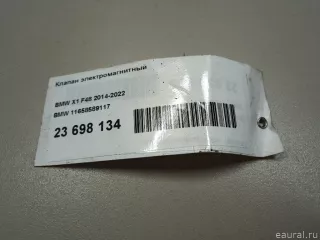 Клапан электромагнитный
BMW X1 F48 2014-2022
BMW 11658589117
23 698 134
eaural.ru